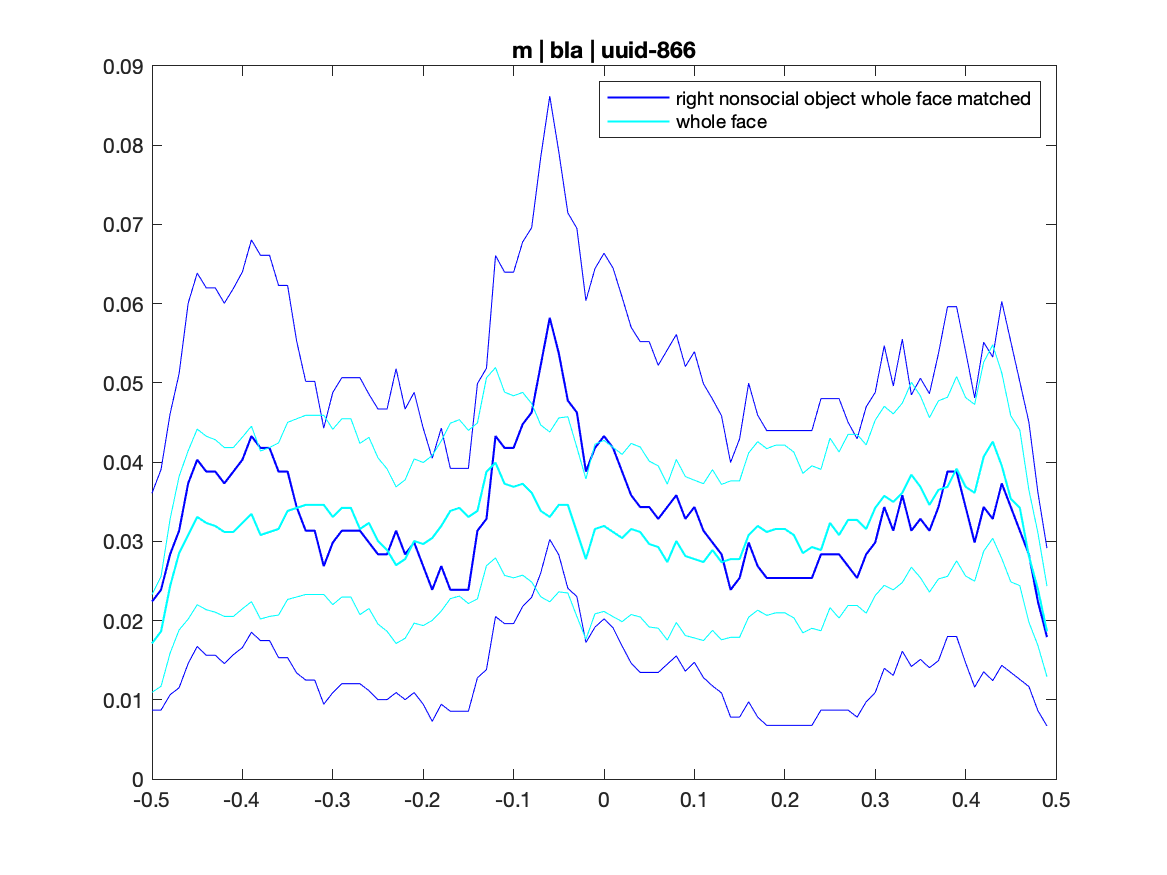 m | bla | uuid-866
right nonsocial object whole face matched
whole face
0.09
0.08
0.07
0.06
0.05
0.04
0.03
0.02
0.01
0
-0.5 -0.4 -0.3 -0.2 -0.1 0 0.1 0.2 0.3 0.4 0.5